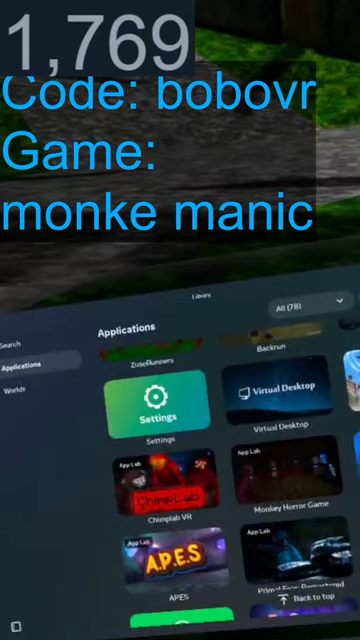 1,769
Code: bobovr
Game:
monke manic
Library
All (78)
Search
Applications
Applications
Worlds
ZuseRunners
Backrun
Settings
Settings
Virtual Desktop
Virtual Desktop
App Lab
CHIMPLAB
Chimplab VR
App Lab
Monkey Horror Game
App Lab
A.P.E.S
APES
App Lab
Back to top